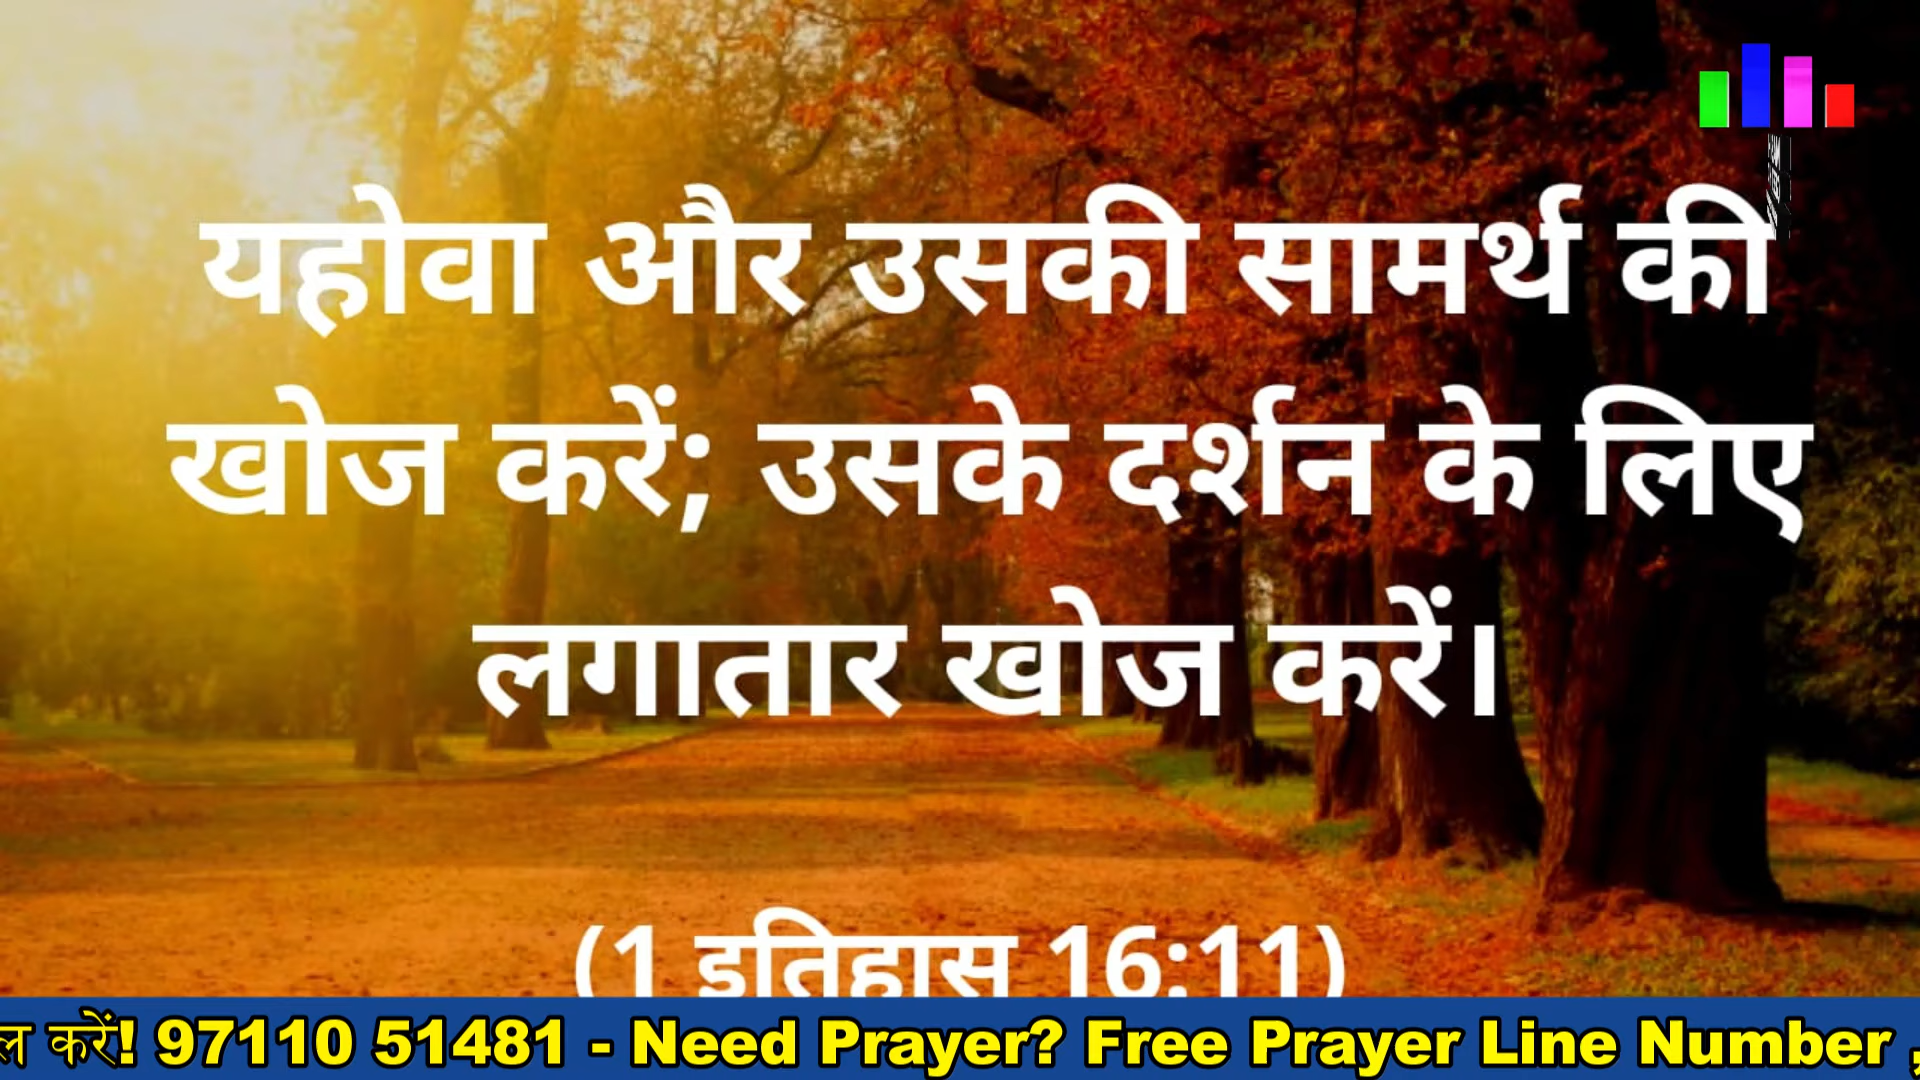 यहोवा और उसकी सामर्थ की
खोज करें; उसके दर्शन के लिए
लगातार खोज करें।
(1 इतिहास 16:11)
करें! 97110 51481 - Need Prayer? Free Prayer Line Number